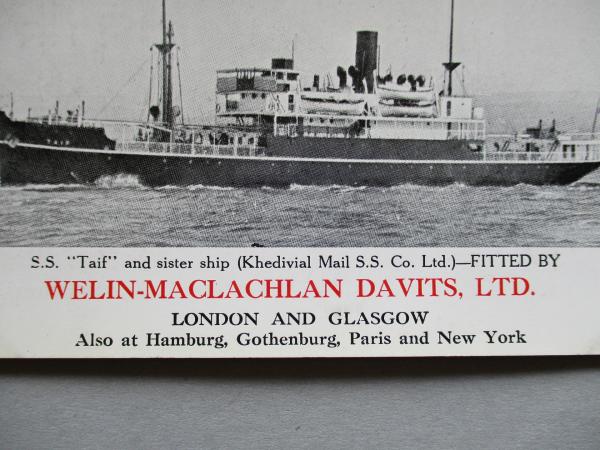 TAIF
S.S. "Taif" and sister ship (Khedivial Mail S.S. Co. Ltd.)—FITTED BY
WELIN-MACLACHLAN DAVITS, LTD.
LONDON AND GLASGOW
Also at Hamburg, Gothenburg, Paris and New York